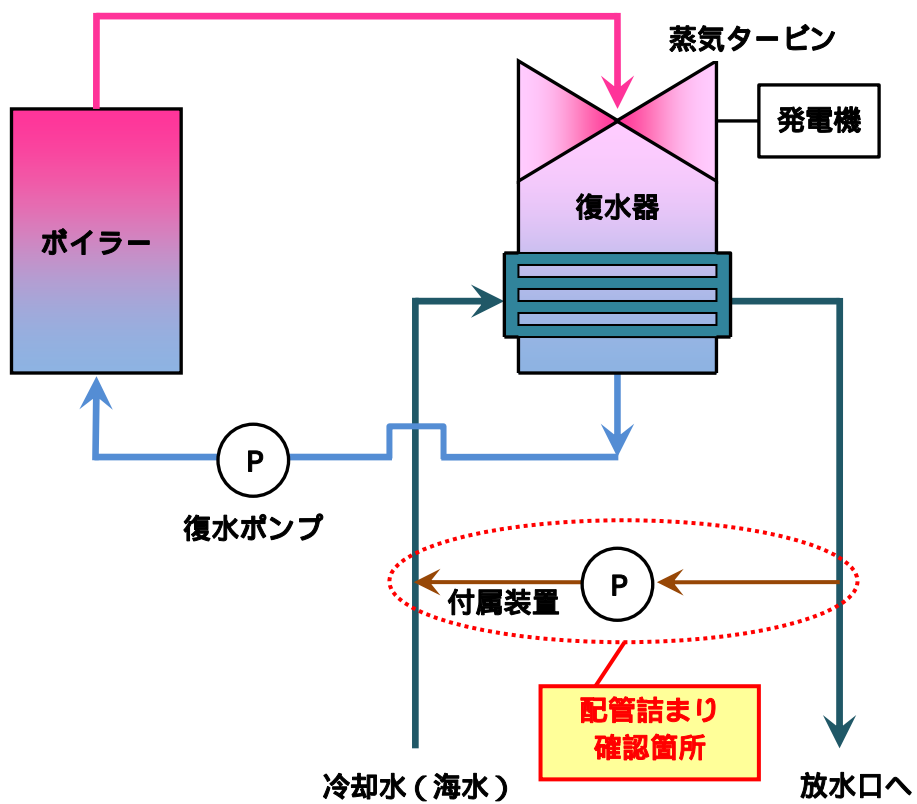 蒸気タービン
発電機
復水器
ボイラー
P
復水ポンプ
P
付属装置
配管詰まり
確認箇所
冷却水（海水）
放水口へ